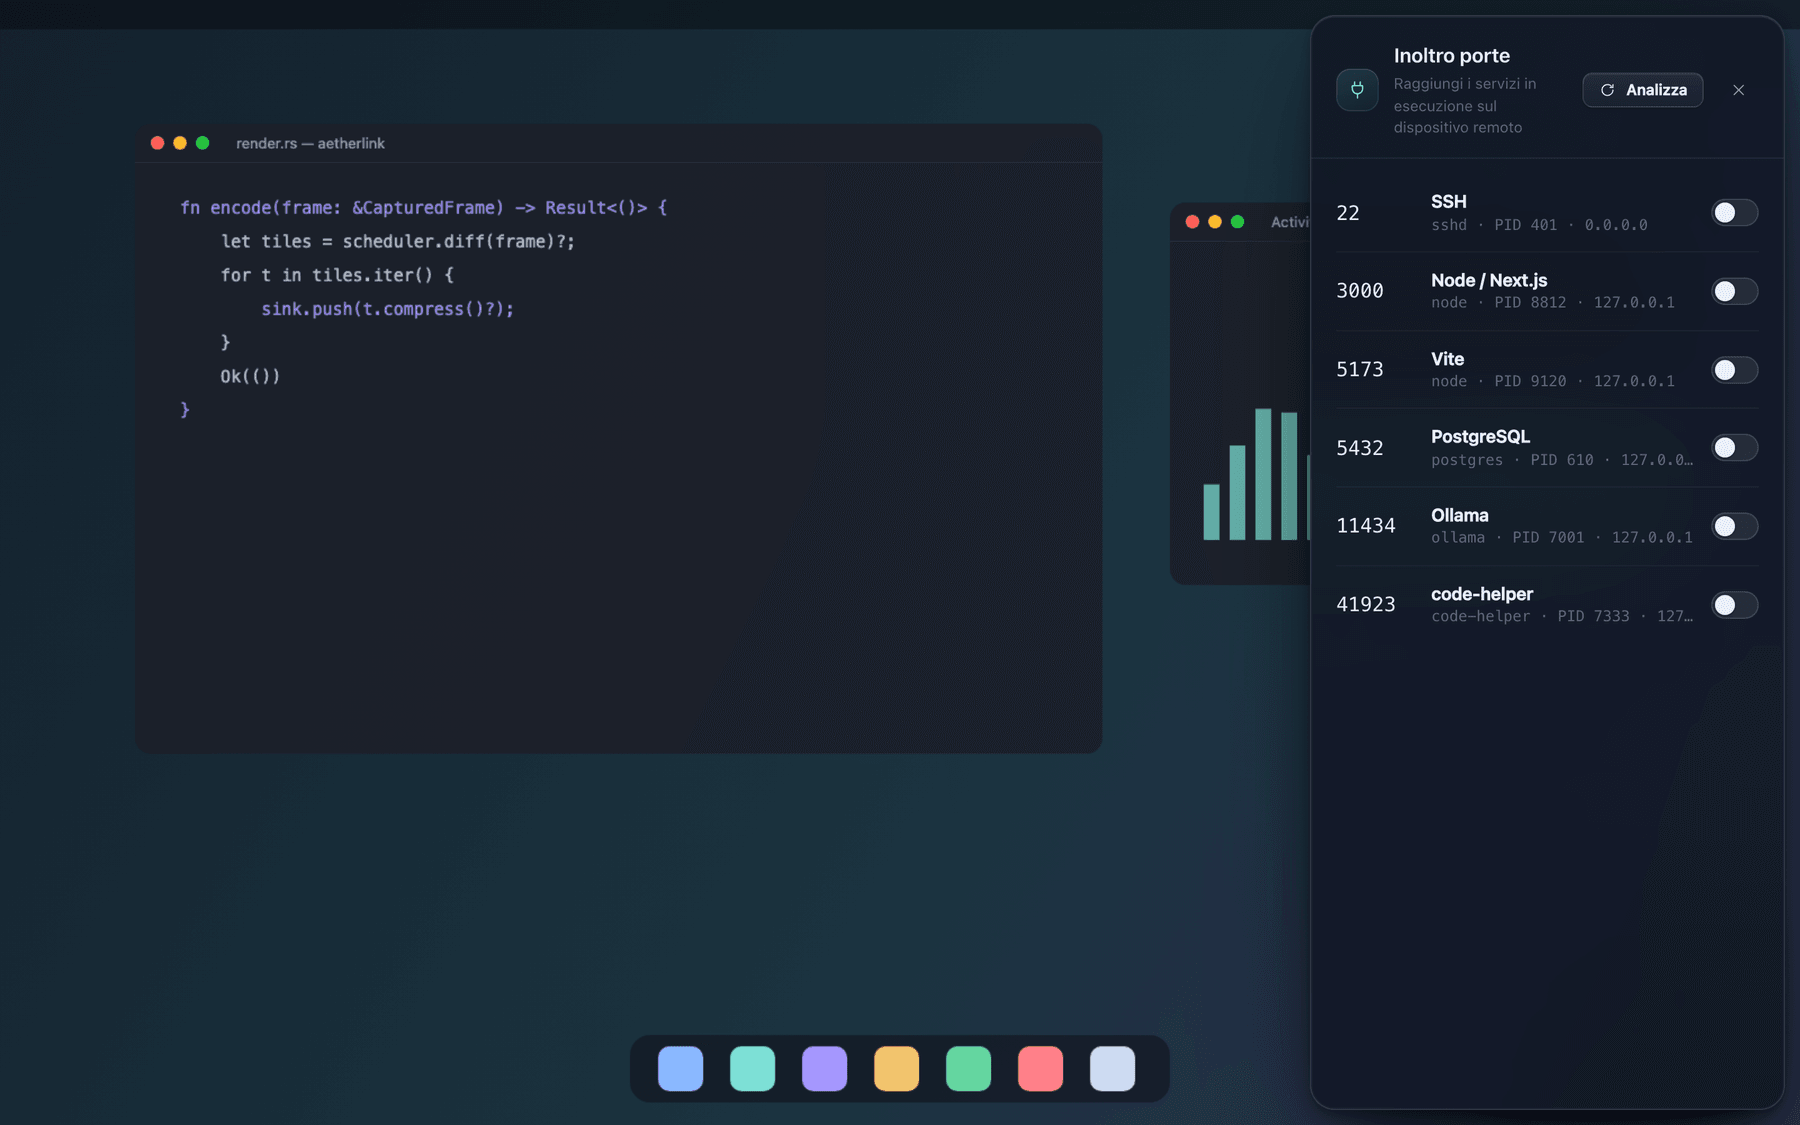 render.rs — aetherlink
fn encode(frame: &CapturedFrame) -> Result<()> {
let tiles = scheduler.diff(frame)?;
for t in tiles.iter() {
sink.push(t.compress()?);
}
Ok(())
}
Activi
Inoltro porte
Raggiungi i servizi in
esecuzione sul
dispositivo remoto
Analizza
22
SSH
sshd · PID 401 · 0.0.0.0
3000
Node / Next.js
node · PID 8812 · 127.0.0.1
5173
Vite
node · PID 9120 · 127.0.0.1
5432
PostgreSQL
postgres · PID 610 · 127.0.0…
11434
Ollama
ollama · PID 7001 · 127.0.0.1
41923
code-helper
code-helper · PID 7333 · 127…